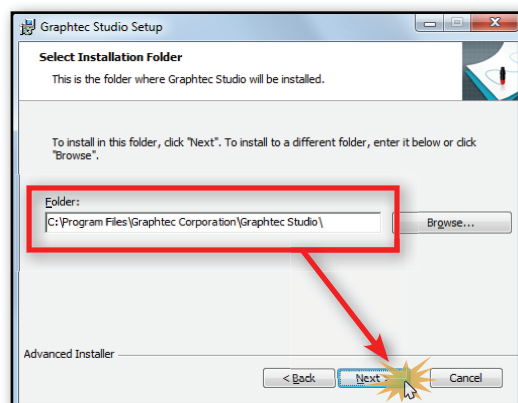 Graphtec Studio Setup
Select Installation Folder
This is the folder where Graphtec Studio will be installed.
To install in this folder, click "Next". To install to a different folder, enter it below or click
"Browse".
Folder:
C:\Program Files\Graphtec Corporation\Graphtec Studio\
Browse...
Advanced Installer
< Back
Next >
Cancel